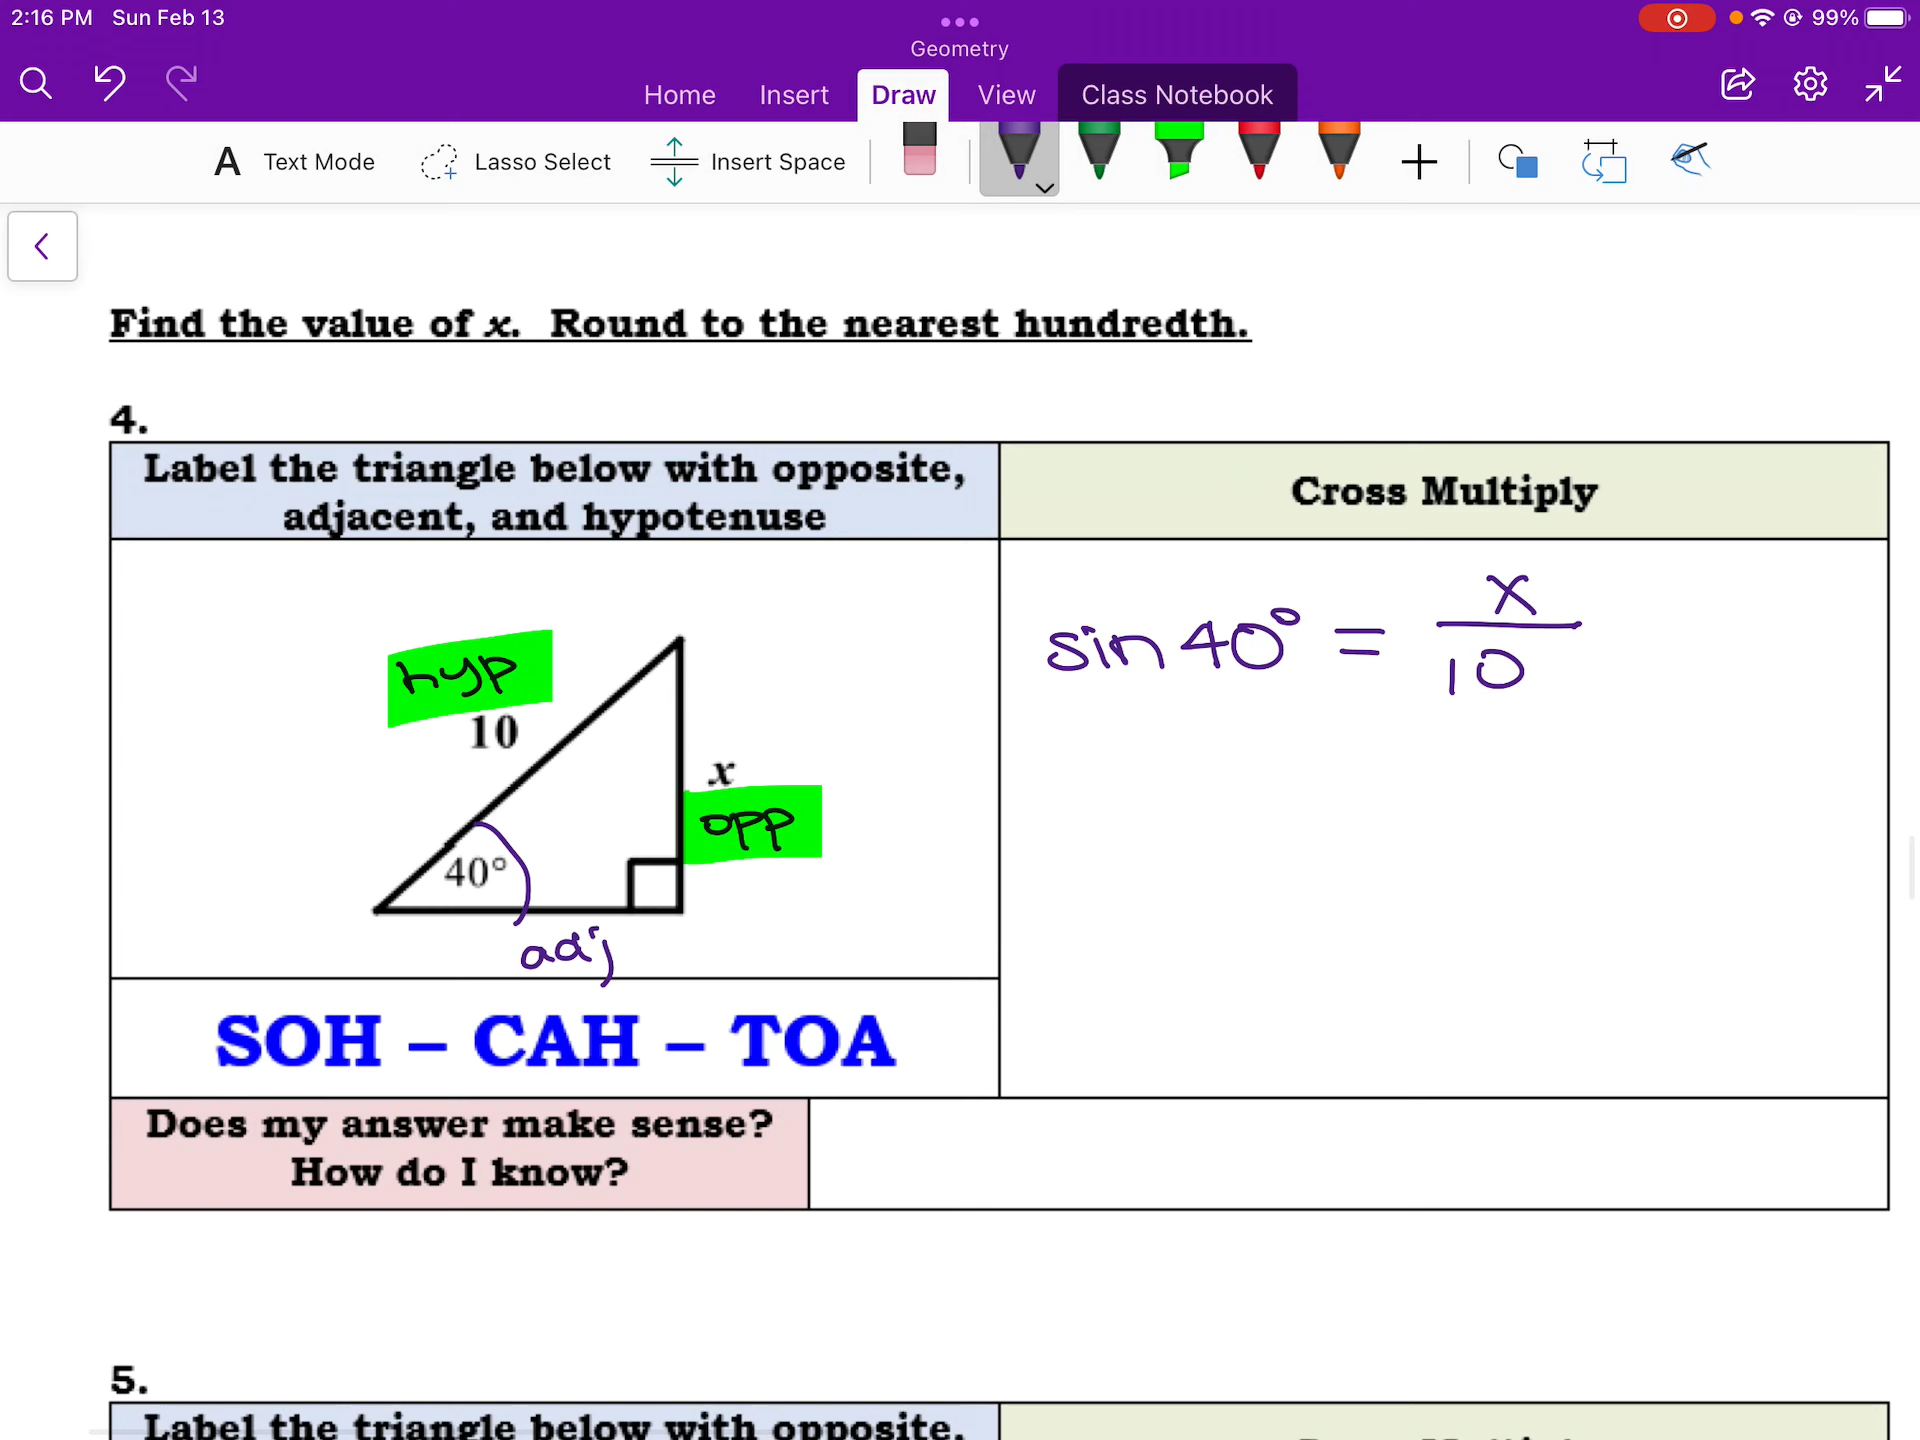 2:16 PM Sun Feb 13
99%
Geometry
Home Insert Draw View Class Notebook
A Text Mode Lasso Select Insert Space
Find the value of x. Round to the nearest hundredth.
4.
Label the triangle below with opposite,
adjacent, and hypotenuse
Cross Multiply
hyp
10
x
opp
40°
adj
sin 40° = x
10
SOH – CAH – TOA
Does my answer make sense?
How do I know?
5.
Label the triangle below with opposite,